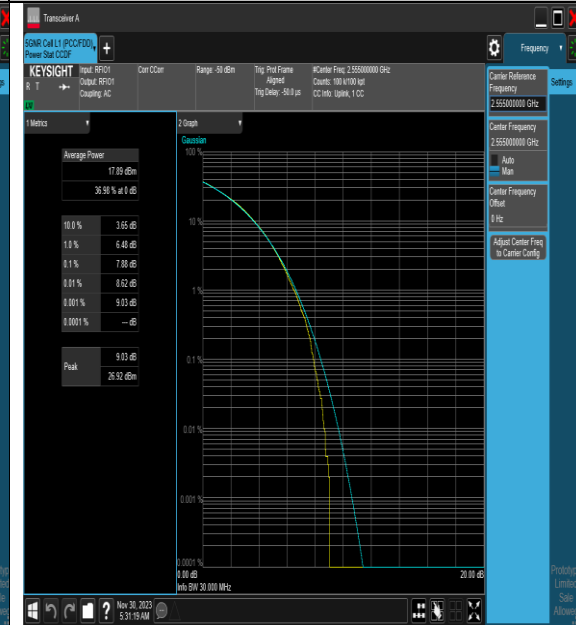 Transceiver A
5GNR Cell L1 (PCC/FDD),
Power Stat CCDF
KEYSIGHT
R T
LV
Input: RFIO1
Output: RFIO1
Coupling: AC
Corr CCorr
Range: -50 dBm
Trig: Prot Frame
Aligned
Trig Delay: -50.0 µs
#Center Freq: 2.555000000 GHz
Counts: 100 k/100 kpt
CC Info: Uplink, 1 CC
1 Metrics
Average Power
17.89 dBm
36.90 % at 0 dB
10.0 % 3.65 dB
1.0 % 6.48 dB
0.1 % 7.88 dB
0.01 % 8.62 dB
0.001 % 9.03 dB
0.0001 % --- dB
Peak
9.03 dB
26.92 dBm
2 Graph
Gaussian
100 %
10 %
1 %
0.1 %
0.01 %
0.001 %
0.0001 %
0.00 dB
20.00 dB
Info BW 30.000 MHz
Frequency
Carrier Reference
Frequency
2.555000000 GHz
Center Frequency
2.555000000 GHz
Auto
Man
Center Frequency
Offset
0 Hz
Adjust Center Freq
to Carrier Config
Settings
Nov 30, 2023
5:31:19 AM